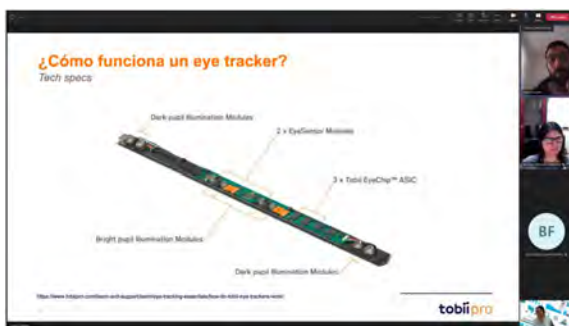 ¿Cómo funciona un eye tracker?
Tech specs
Dark pupil Illumination Modules
2 x EyeSensor Modules
3 x Tobii EyeChip™ ASIC
Bright pupil Illumination Modules
Dark pupil Illumination Modules
BF
tobiipro